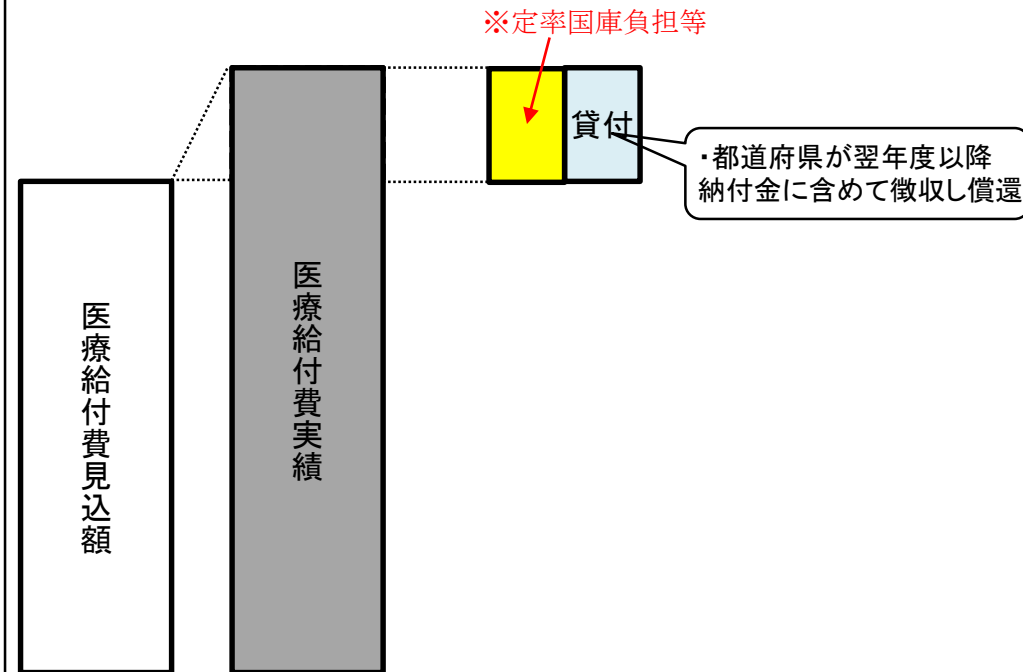 ※定率国庫負担等
貸付
・都道府県が翌年度以降
納付金に含めて徴収し償還
医療給付費実績
医療給付費見込額